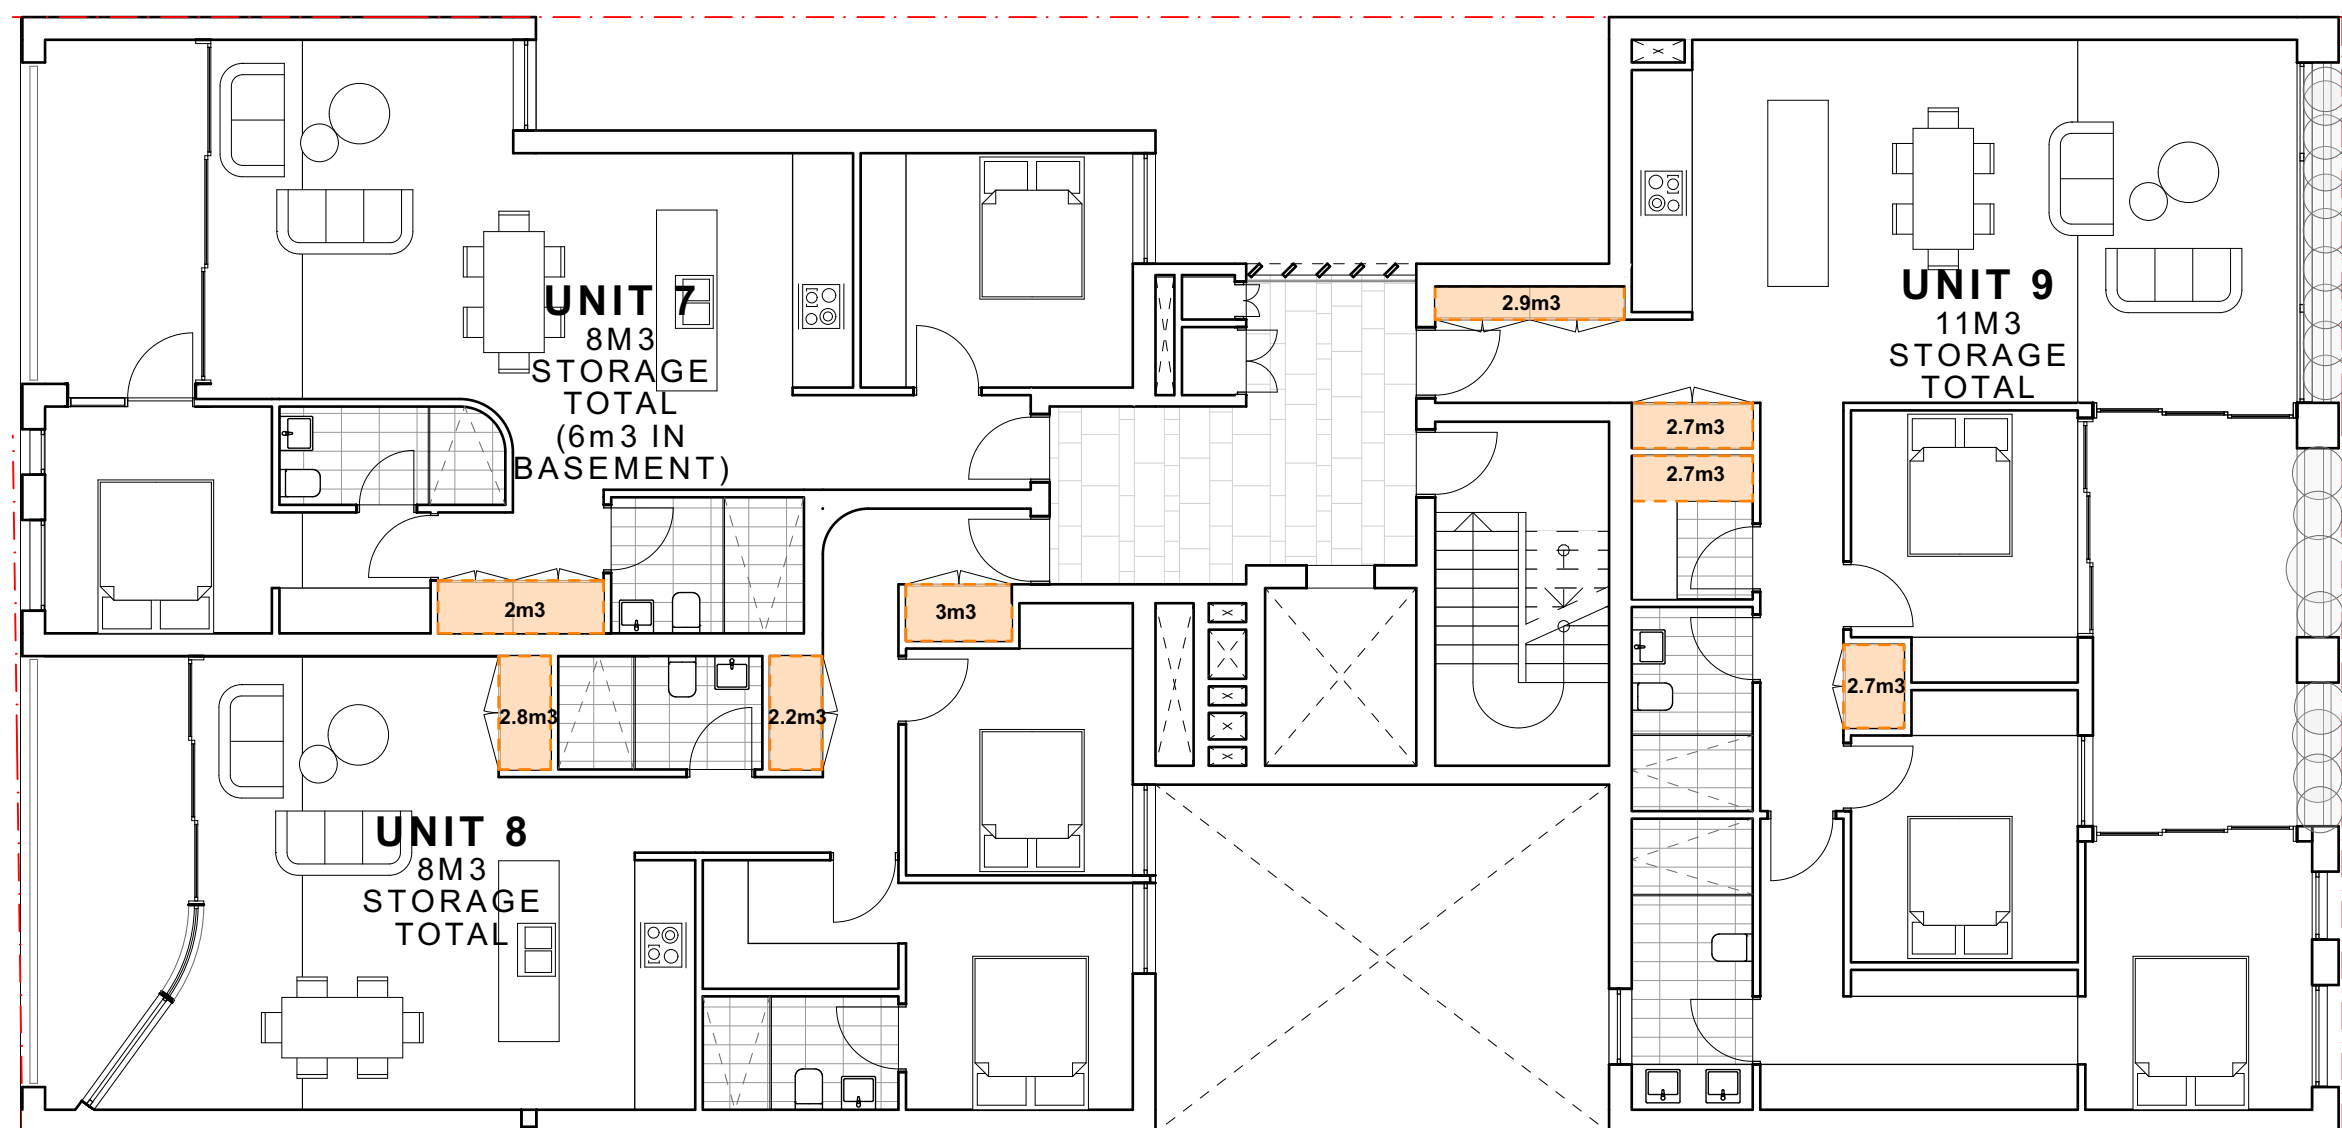 UNIT 7
8M3
STORAGE
TOTAL
(6m3 IN
BASEMENT)
2.9m3
UNIT 9
11M3
STORAGE
TOTAL
2.7m3
2.7m3
2m3
3m3
2.8m3
2.2m3
2.7m3
UNIT 8
8M3
STORAGE
TOTAL